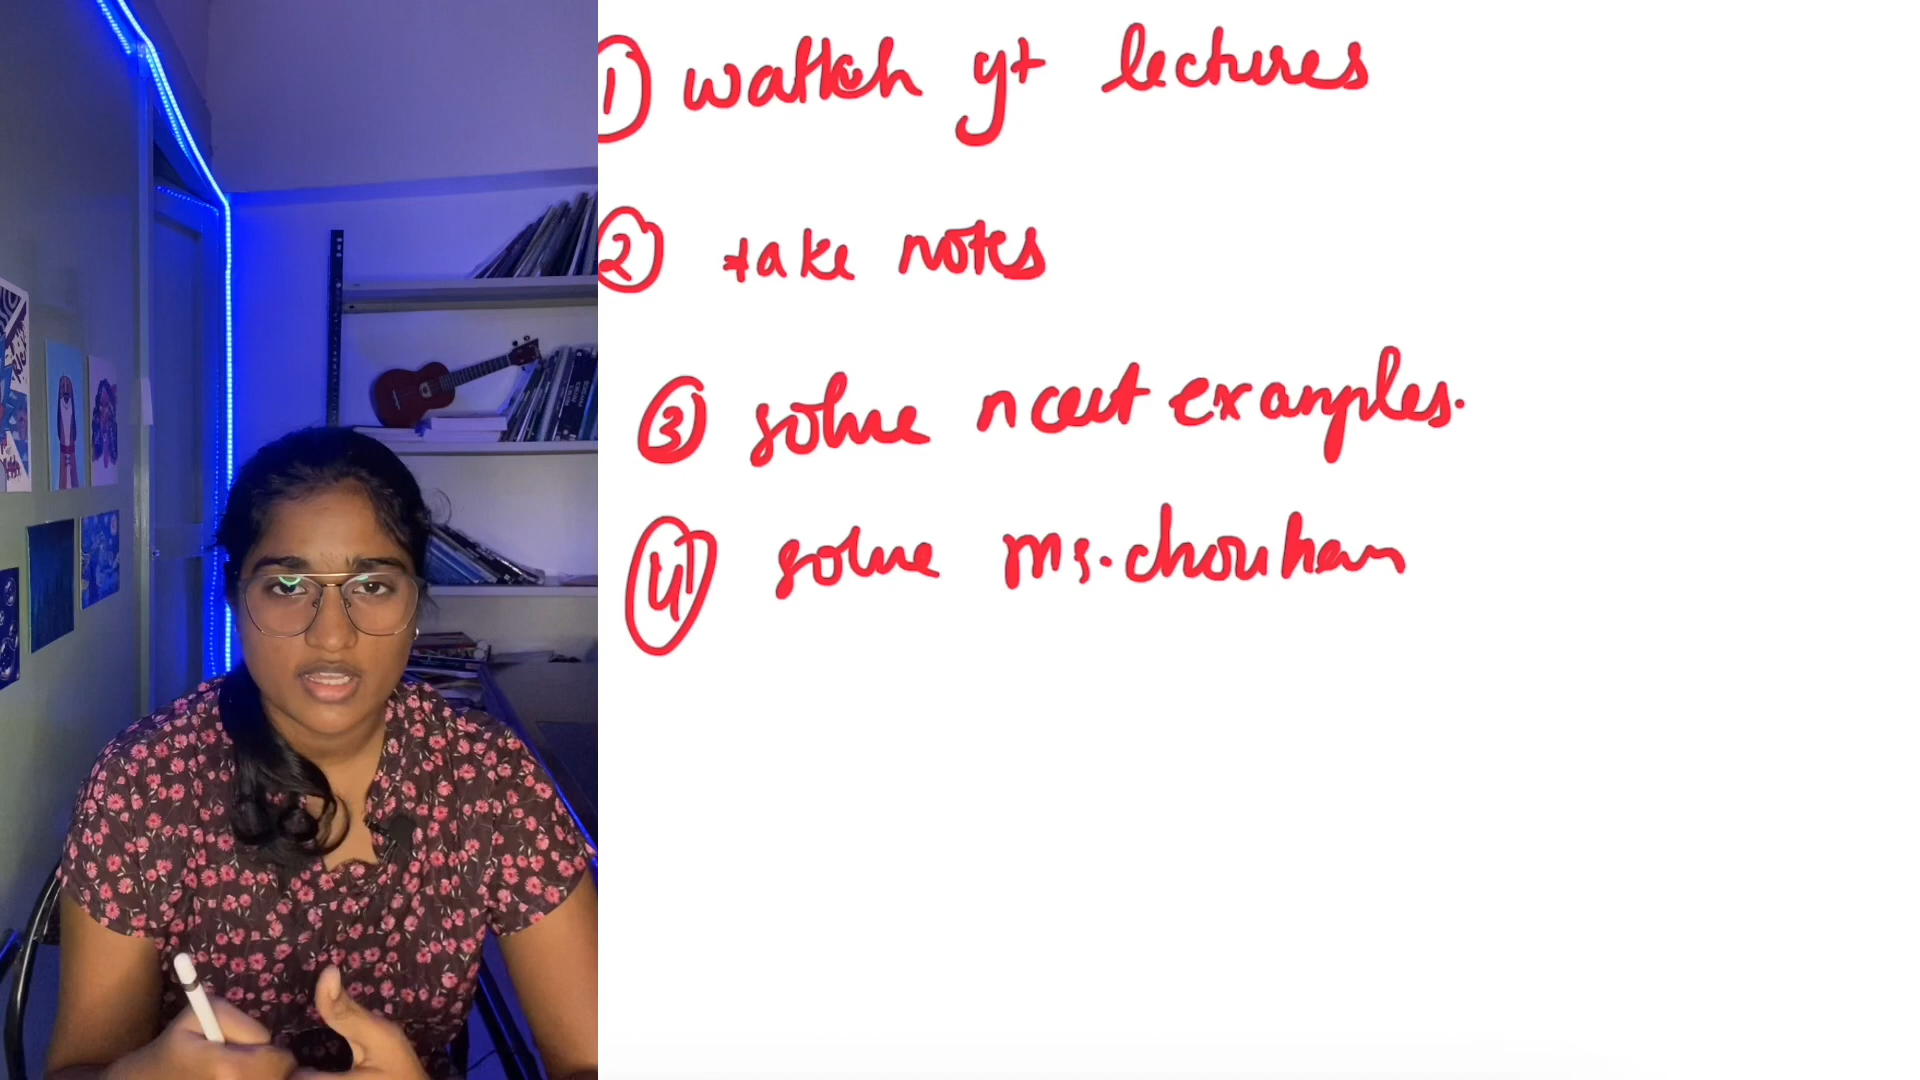 1) watch yt lectures
2) take notes
3) solve ncert examples.
4) solve ms.chouhan